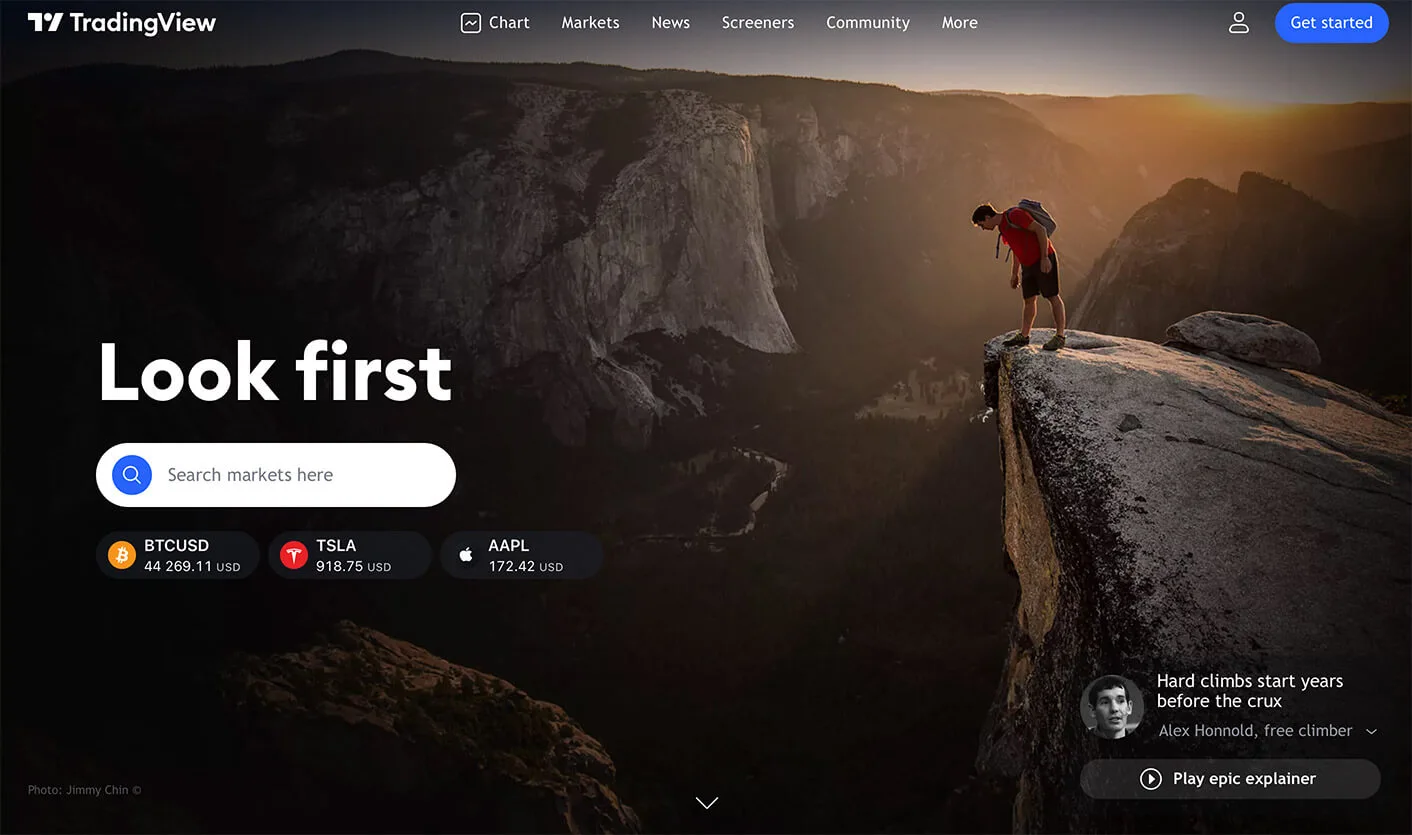 TradingView
Chart
Markets
News
Screeners
Community
More
Get started
Look first
Search markets here
BTCUSD
44 269.11 USD
TSLA
918.75 USD
AAPL
172.42 USD
Hard climbs start years
before the crux
Alex Honnold, free climber
Play epic explainer
Photo: Jimmy Chin ©